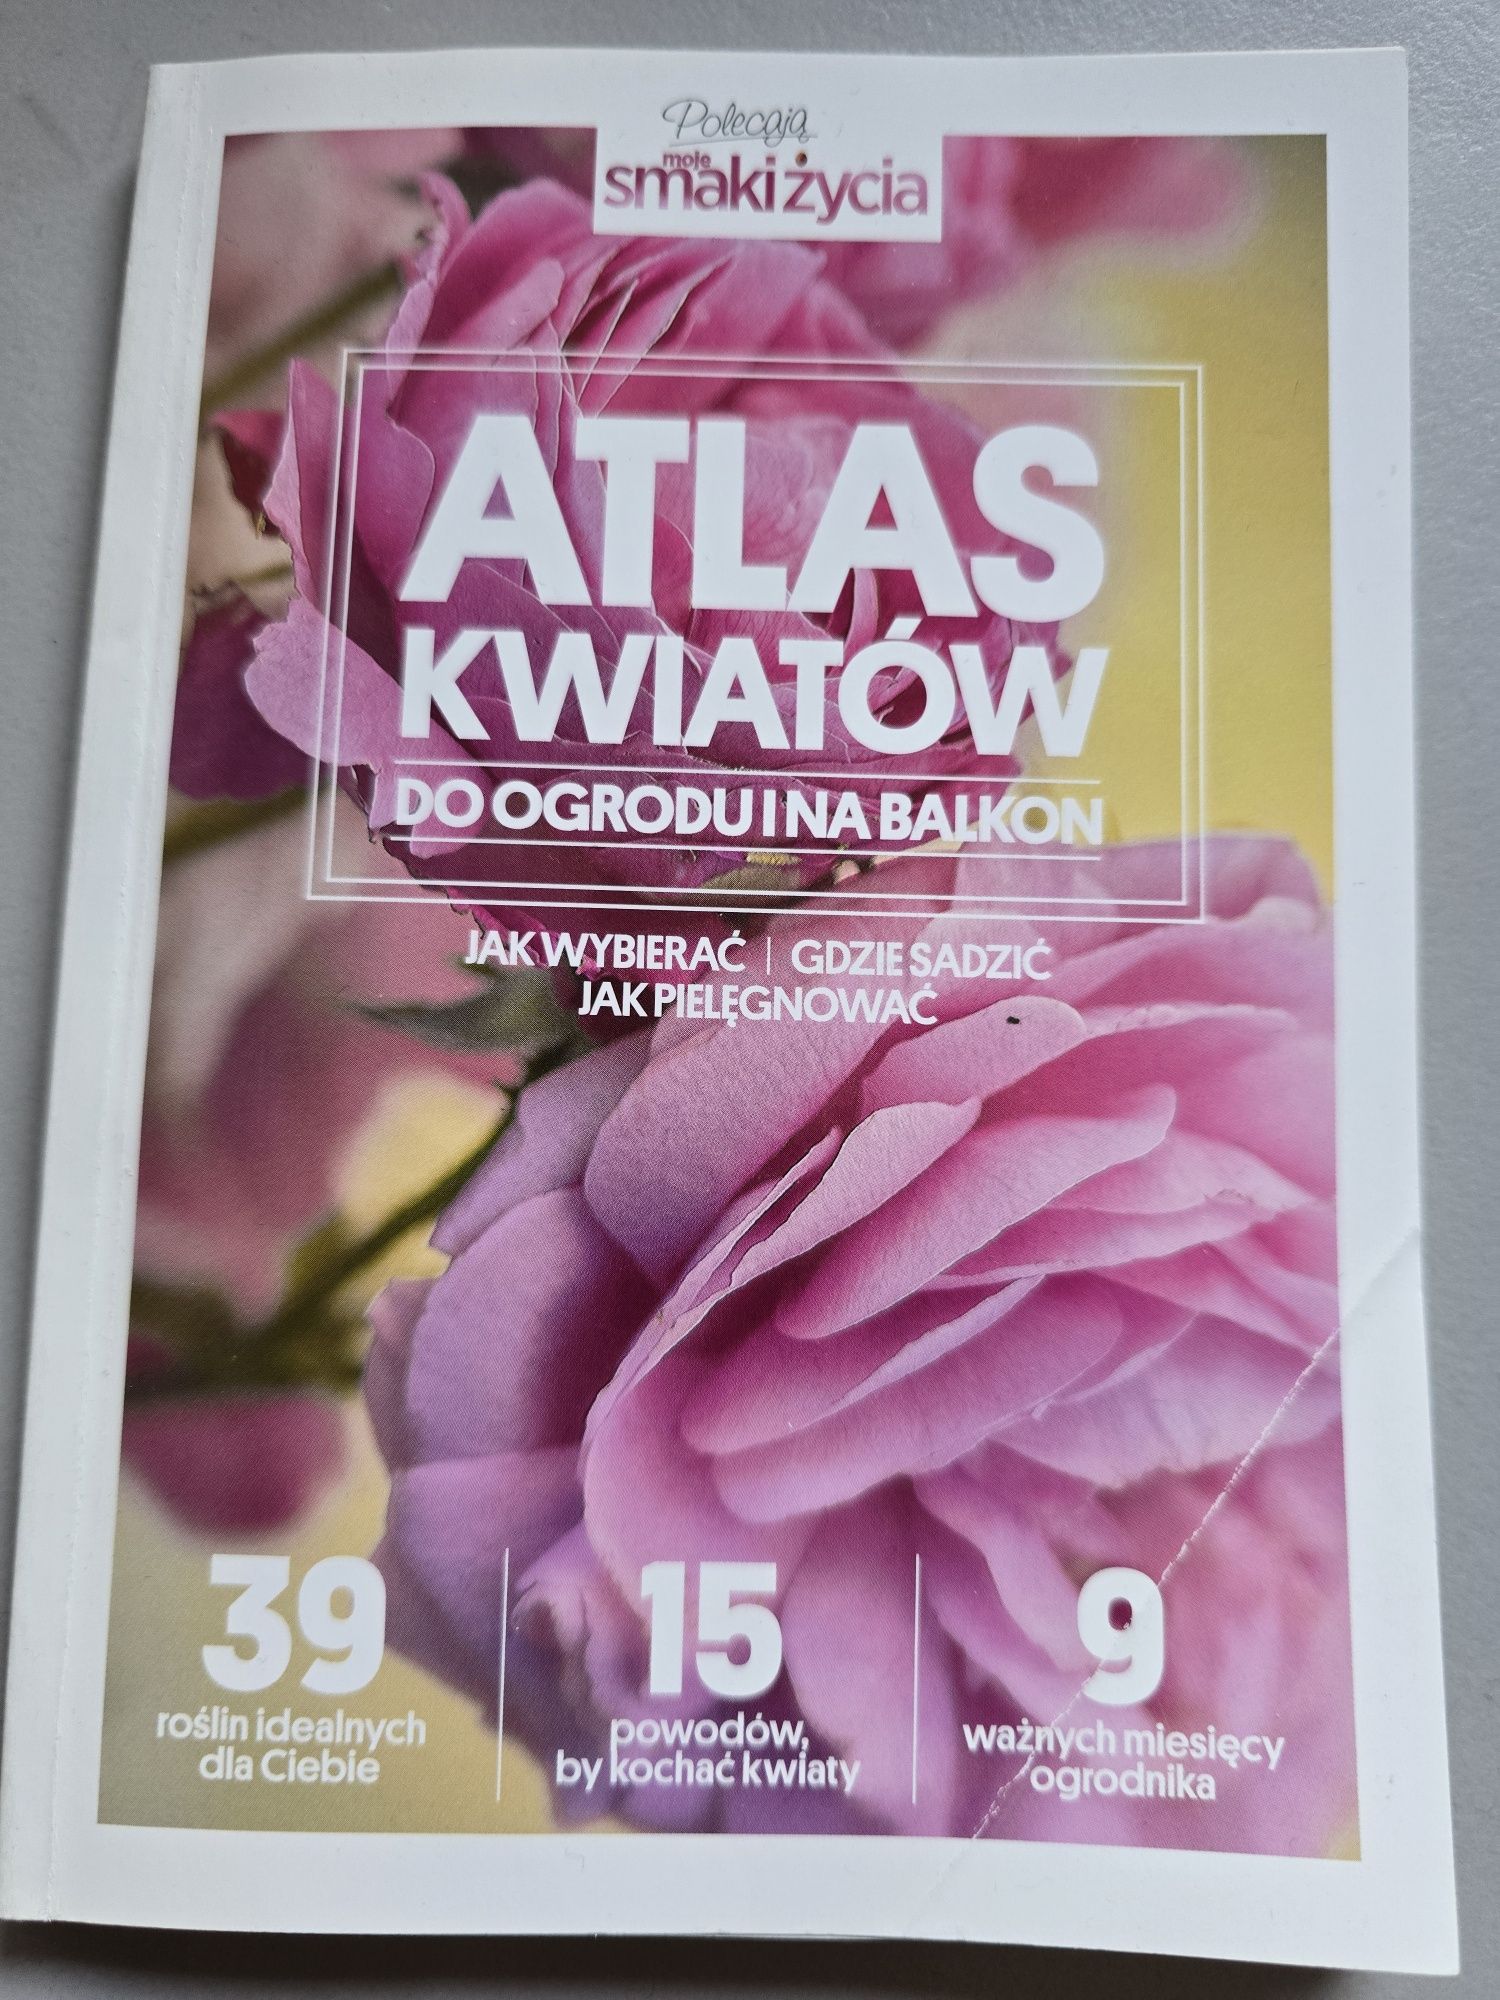 Polecają
moje
smaki życia
ATLAS
KWIATÓW
DO OGRODU I NA BALKON
JAK WYBIERAĆ | GDZIE SADZIĆ
JAK PIELĘGNOWAĆ
39
roślin idealnych
dla Ciebie
15
powodów,
by kochać kwiaty
9
ważnych miesięcy
ogrodnika